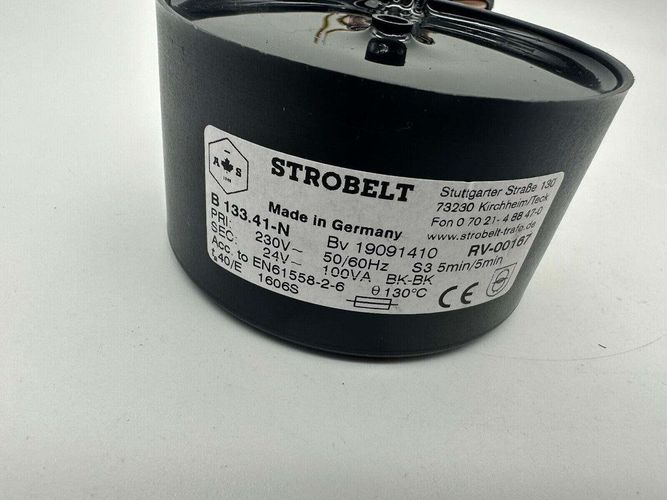 A S
STROBELT
Stuttgarter Straße 130
73230 Kirchheim/Teck
Fon 0 70 21-4 88 47-0
www.strobelt-trafo.de
B 133.41-N
Made in Germany
Bv 19091410
RV-00167
PRI: 230V~ 50/60Hz S3 5min/5min
SEC: 24V~ 100VA BK-BK
Acc. to EN61558-2-6 θ 130°C
ta40/E 1606S
CE